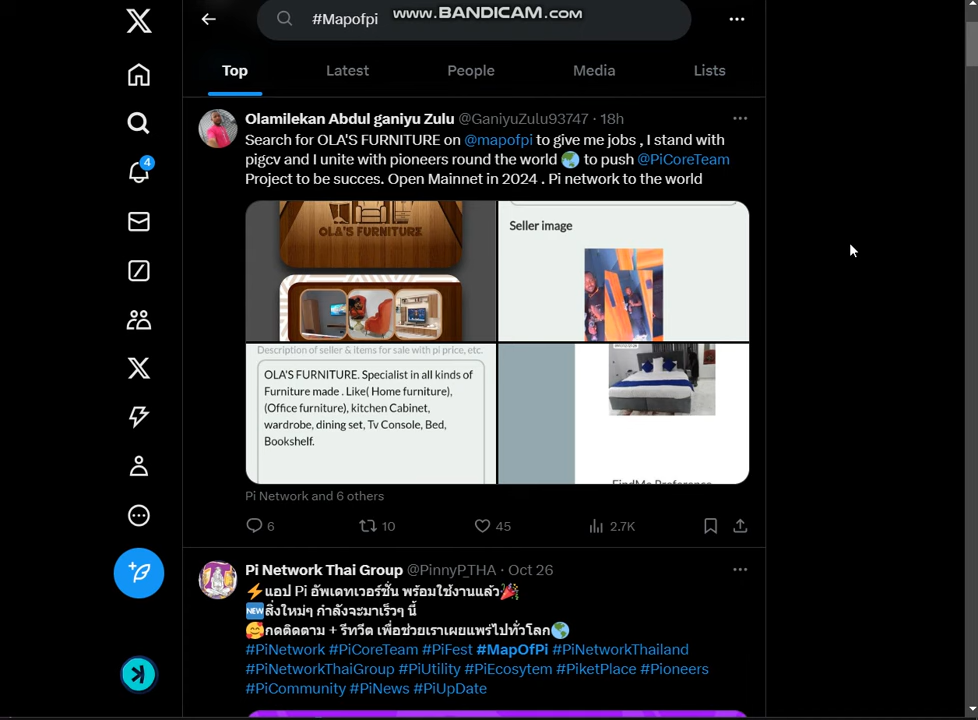 #Mapofpi
WWW.BANDICAM.COM
Top
Latest
People
Media
Lists
4
Olamilekan Abdul ganiyu Zulu @GaniyuZulu93747 · 18h
Search for OLA'S FURNITURE on @mapofpi to give me jobs , I stand with
pigcv and I unite with pioneers round the world 🌍 to push @PiCoreTeam
Project to be succes. Open Mainnet in 2024 . Pi network to the world
OLA'S FURNITURE
Seller image
Description of seller & items for sale with pi price, etc.
OLA'S FURNITURE. Specialist in all kinds of
Furniture made . Like( Home furniture),
(Office furniture), kitchen Cabinet,
wardrobe, dining set, Tv Console, Bed,
Bookshelf.
FindMe Preference
Pi Network and 6 others
6
10
45
2.7K
Pi Network Thai Group @PinnyP_THA · Oct 26
⚡แอป Pi อัพเดทเวอร์ชั่น พร้อมใช้งานแล้ว🎉
🆕สิ่งใหม่ๆ กำลังจะมาเร็วๆ นี้
🥰กดติดตาม + รีทวีต เพื่อช่วยเราเผยแพร่ไปทั่วโลก🌎
#PiNetwork #PiCoreTeam #PiFest #MapOfPi #PiNetworkThailand
#PiNetworkThaiGroup #PiUtility #PiEcosytem #PiketPlace #Pioneers
#PiCommunity #PiNews #PiUpDate